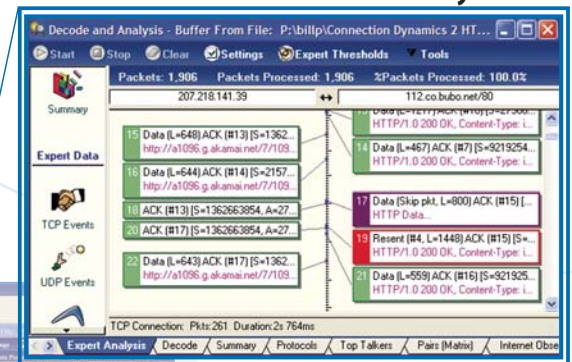 Decode and Analysis - Buffer From File: P:\billp\Connection Dynamics 2 HT...
Start Stop Clear Settings Expert Thresholds Tools
Packets: 1,906 Packets Processed: 1,906 %Packets Processed: 100.0%
207.218.141.39 112.co.bubo.net/80
Summary
Expert Data
TCP Events
UDP Events
HTTP/1.0 200 OK, Content-Type: i...
15 Data (L=648) ACK (#13) [S=1362...
http://a1096.g.akamai.net/7/109...
14 Data (L=467) ACK (#7) [S=9219254...
HTTP/1.0 200 OK, Content-Type: i...
16 Data (L=644) ACK (#14) [S=2157...
http://a1096.g.akamai.net/7/109...
18 ACK (#13) [S=1362663854, A=27...
17 Data (Skip pkt, L=800) ACK (#15) [...
HTTP Data...
20 ACK (#17) [S=1362663854, A=27...
19 Resent (#4, L=1448) ACK (#15) [S=...
HTTP/1.0 200 OK, Content-Type: i...
22 Data (L=643) ACK (#17) [S=1362...
http://a1096.g.akamai.net/7/109...
21 Data (L=559) ACK (#16) [S=921925...
HTTP/1.0 200 OK, Content-Type: i...
TCP Connection: Pkts:261 Duration:2s 764ms
Expert Analysis Decode Summary Protocols Top Talkers Pairs (Matrix) Internet Obse